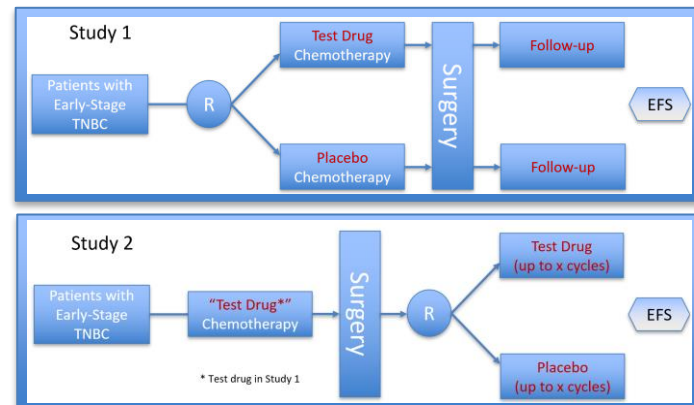 Study 1
Patients with
Early-Stage
TNBC
R
Test Drug
Chemotherapy
Placebo
Chemotherapy
Surgery
Follow-up
Follow-up
EFS
Study 2
Patients with
Early-Stage
TNBC
“Test Drug*”
Chemotherapy
* Test drug in Study 1
Surgery
R
Test Drug
(up to x cycles)
Placebo
(up to x cycles)
EFS